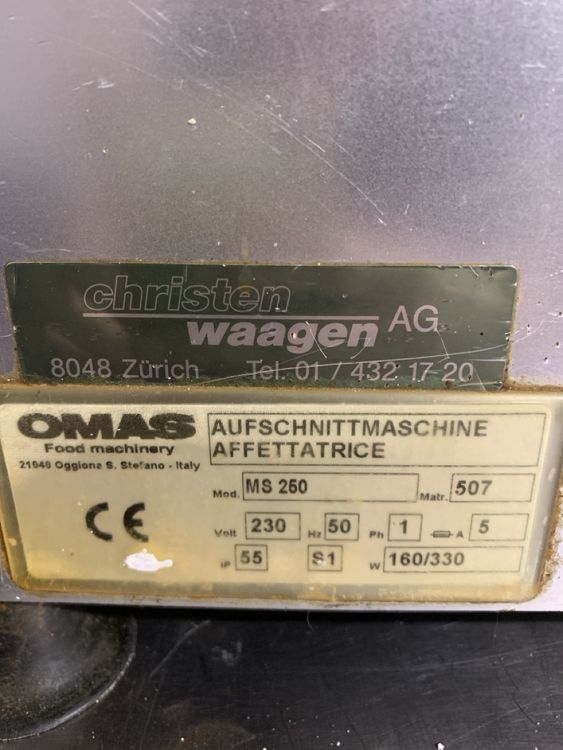 christen
waagen AG
8048 Zürich Tel. 01 / 432 17 20
OMAS
Food machinery
21040 Oggiona S. Stefano - Italy
AUFSCHNITTMASCHINE
AFFETTATRICE
Mod. MS 250 Matr. 507
CE
Volt 230 Hz 50 Ph 1 A 5
IP 55 S1 W 160/330